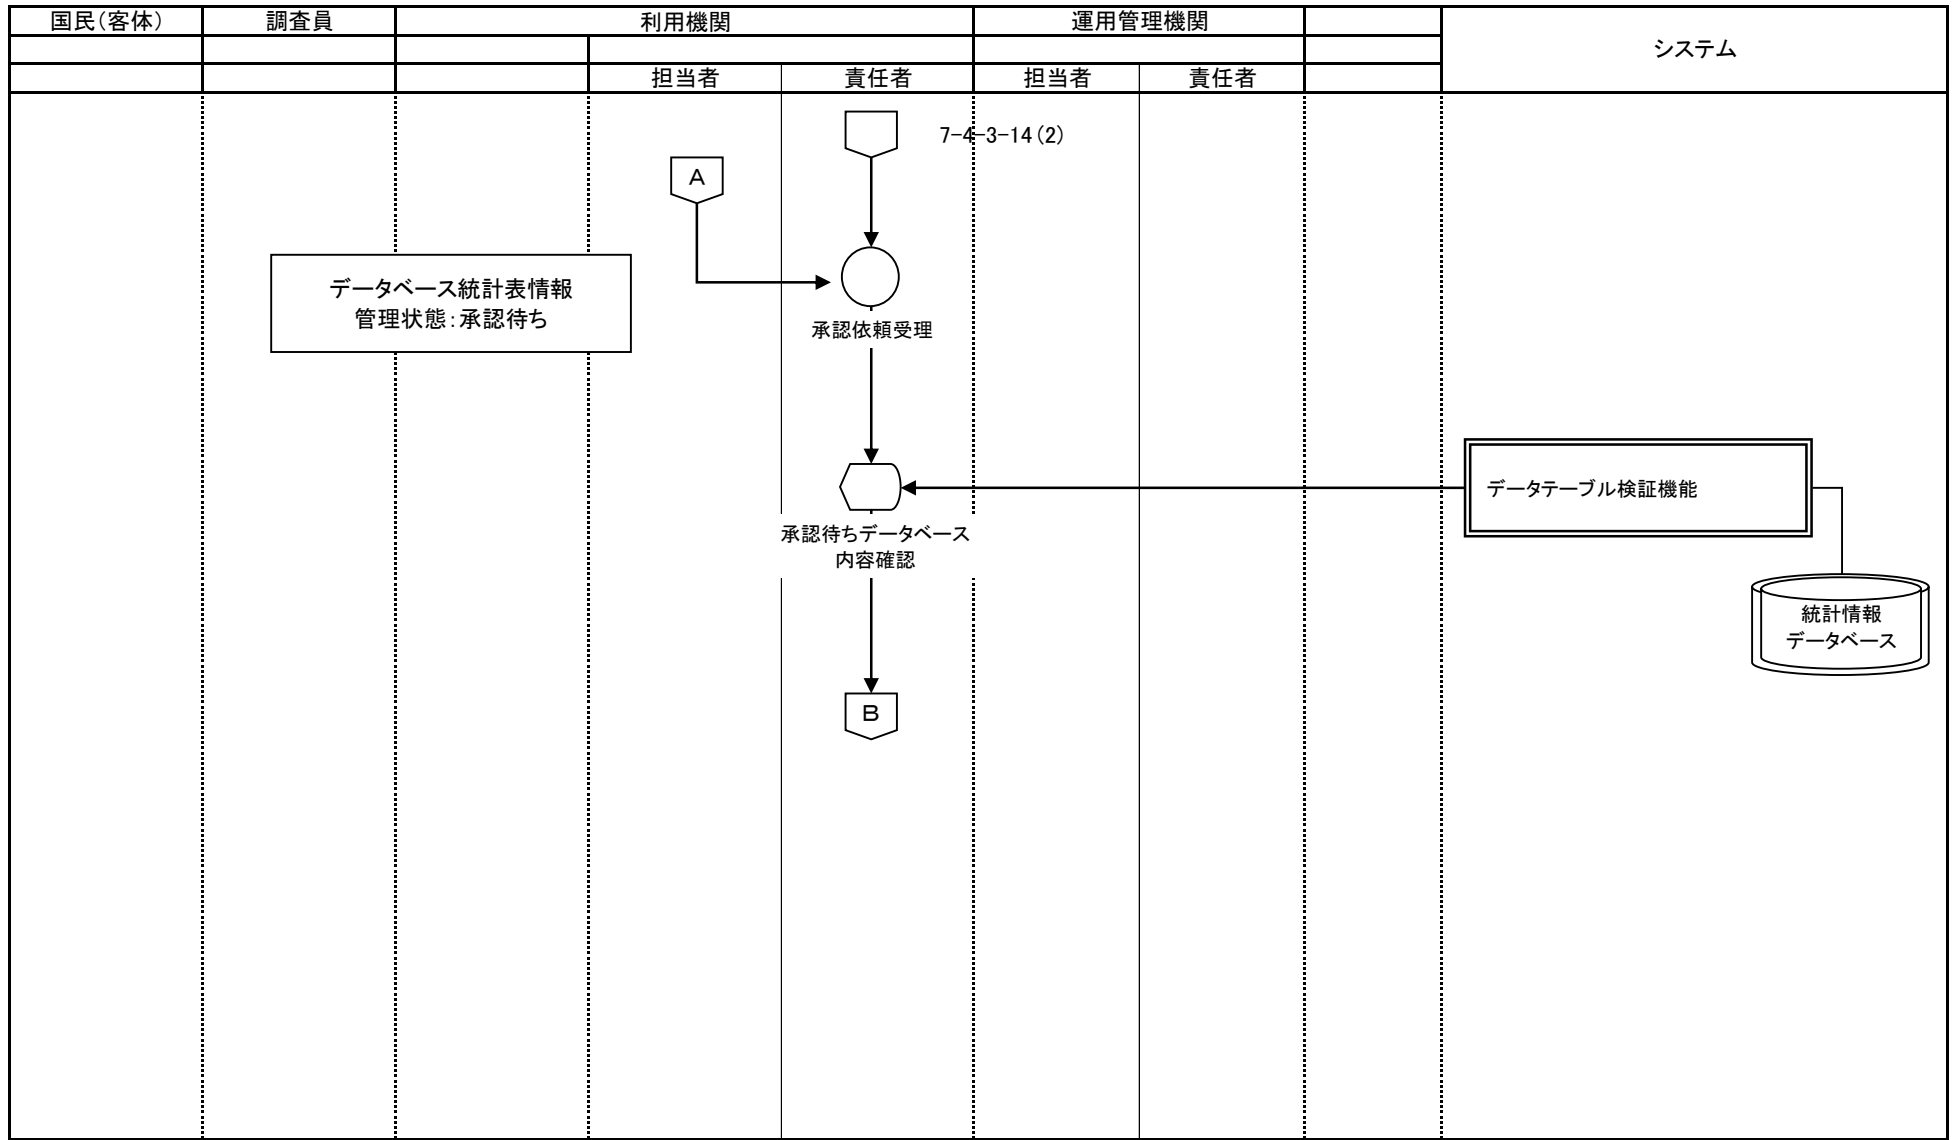 国民（客体）
調査員
利用機関
運用管理機関
システム
担当者
責任者
担当者
責任者
7-4-3-14（2）
A
データベース統計表情報
管理状態：承認待ち
承認依頼受理
データテーブル検証機能
承認待ちデータベース
内容確認
統計情報
データベース
B